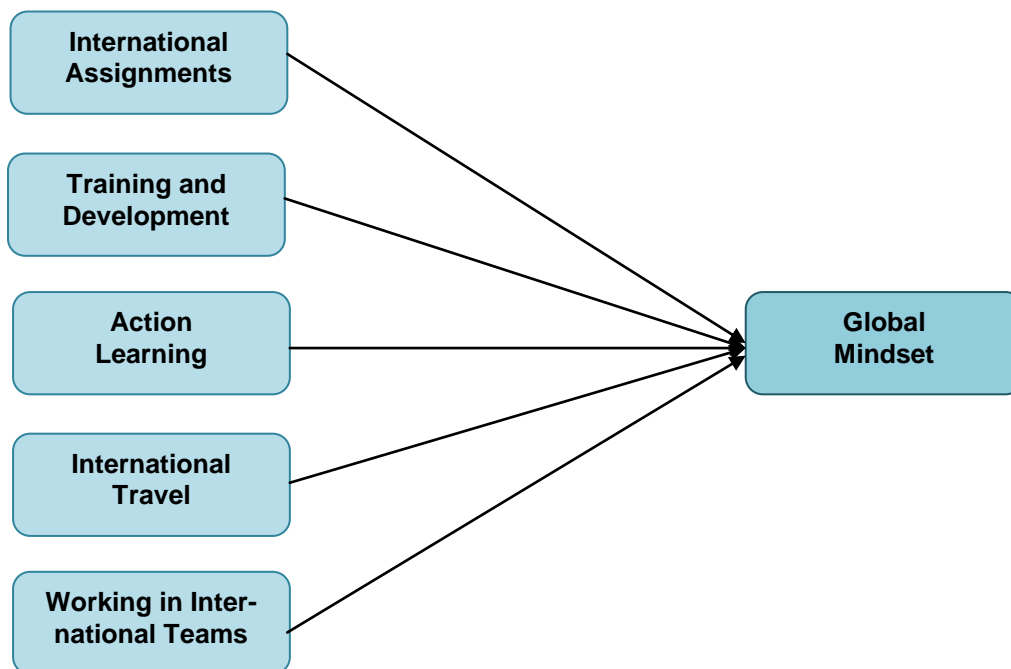 International
Assignments
Training and
Development
Action
Learning
Global
Mindset
International
Travel
Working in Inter-
national Teams